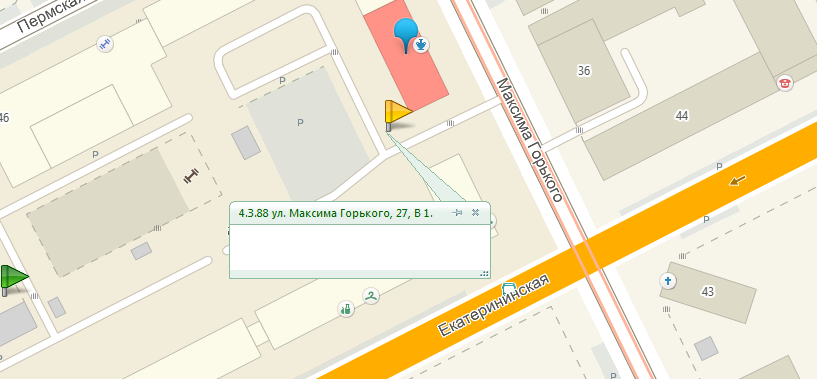 Пермская
46
P
36
Максима Горького
44
P
P
P
4.3.88 ул. Максима Горького, 27, В 1.
P
Екатерининская
43
P